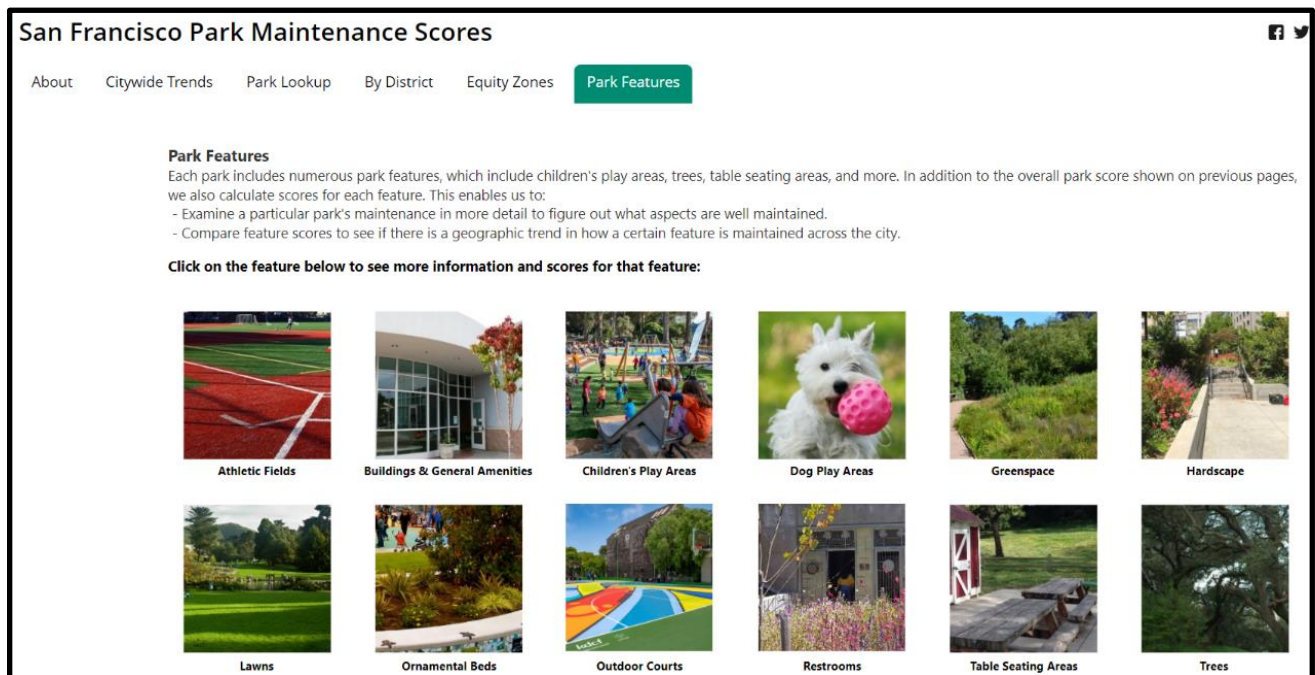 San Francisco Park Maintenance Scores
About Citywide Trends Park Lookup By District Equity Zones Park Features
Park Features
Each park includes numerous park features, which include children's play areas, trees, table seating areas, and more. In addition to the overall park score shown on previous pages,
we also calculate scores for each feature. This enables us to:
- Examine a particular park's maintenance in more detail to figure out what aspects are well maintained.
- Compare feature scores to see if there is a geographic trend in how a certain feature is maintained across the city.
Click on the feature below to see more information and scores for that feature:
Athletic Fields Buildings & General Amenities Children's Play Areas Dog Play Areas Greenspace Hardscape
Lawns Ornamental Beds Outdoor Courts Restrooms Table Seating Areas Trees